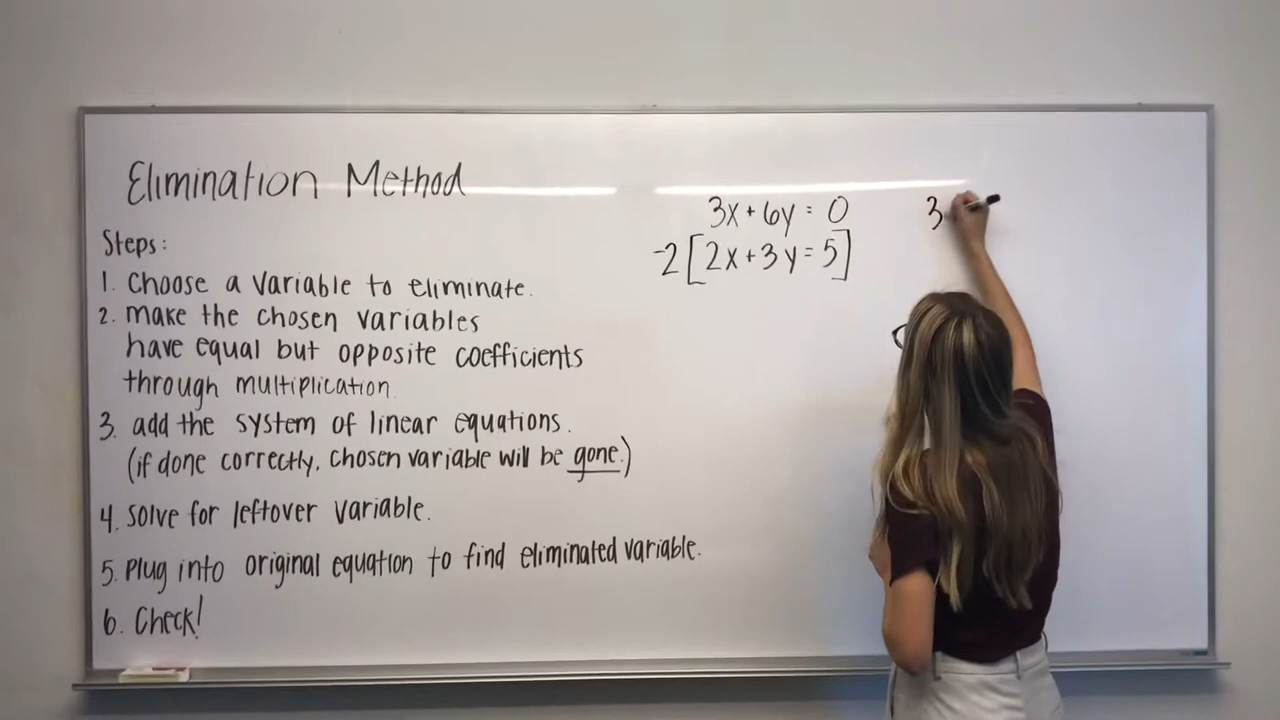 Elimination Method
Steps:
1. Choose a variable to eliminate.
2. make the chosen variables
have equal but opposite coefficients
through multiplication.
3. add the system of linear equations.
(if done correctly, chosen variable will be gone.)
4. Solve for leftover variable.
5. Plug into original equation to find eliminated variable.
6. Check!
3x + 6y = 0
-2[2x+3y=5]
3